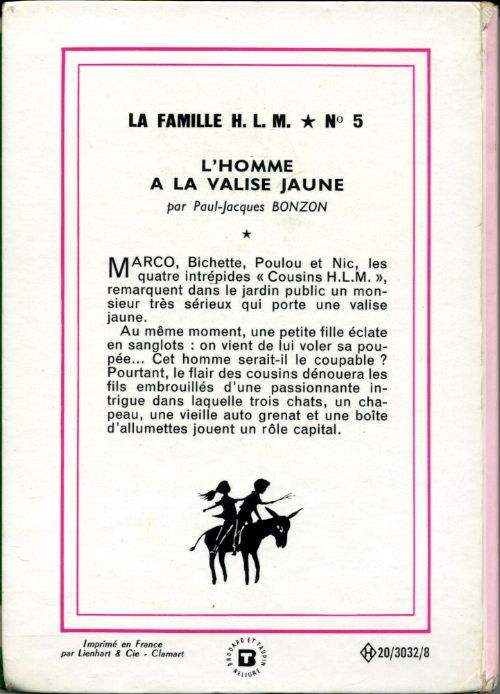 LA FAMILLE H. L. M. ★ No 5
L'HOMME
A LA VALISE JAUNE
par Paul-Jacques BONZON
★
MARCO, Bichette, Poulou et Nic, les
quatre intrépides « Cousins H.L.M. »,
remarquent dans le jardin public un mon-
sieur très sérieux qui porte une valise
jaune.
Au même moment, une petite fille éclate
en sanglots : on vient de lui voler sa pou-
pée... Cet homme serait-il le coupable ?
Pourtant, le flair des cousins dénouera les
fils embrouillés d'une passionnante in-
trigue dans laquelle trois chats, un cha-
peau, une vieille auto grenat et une boîte
d'allumettes jouent un rôle capital.
Imprimé en France
par Lienhart & Cie - Clamart
BRODARD ET TAUPIN
RELIURE
H 20/3032/8